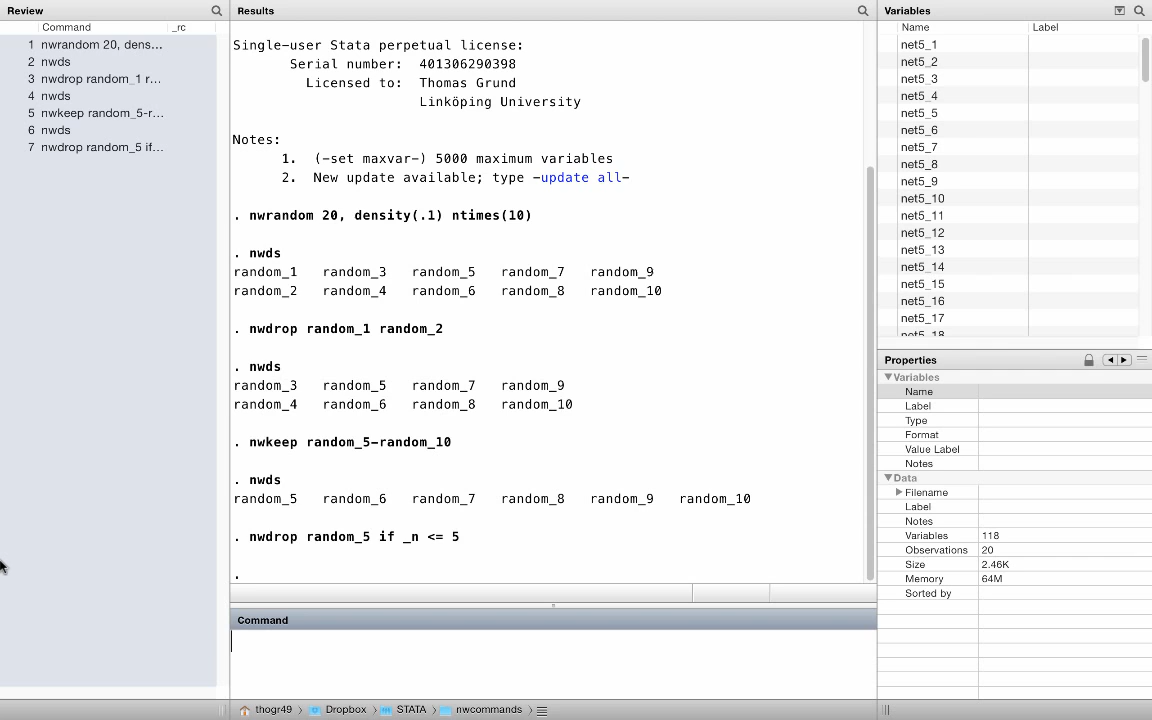 Review
Command _rc
1 nwrandom 20, dens...
2 nwds
3 nwdrop random_1 r...
4 nwds
5 nwkeep random_5-r...
6 nwds
7 nwdrop random_5 if...
Results
Single-user Stata perpetual license:
Serial number: 401306290398
Licensed to: Thomas Grund
Linköping University
Notes:
1. (-set maxvar-) 5000 maximum variables
2. New update available; type -update all-
. nwrandom 20, density(.1) ntimes(10)
. nwds
random_1 random_3 random_5 random_7 random_9
random_2 random_4 random_6 random_8 random_10
. nwdrop random_1 random_2
. nwds
random_3 random_5 random_7 random_9
random_4 random_6 random_8 random_10
. nwkeep random_5-random_10
. nwds
random_5 random_6 random_7 random_8 random_9 random_10
. nwdrop random_5 if _n <= 5
.
Command
thogr49 Dropbox STATA nwcommands
Variables
Name Label
net5_1
net5_2
net5_3
net5_4
net5_5
net5_6
net5_7
net5_8
net5_9
net5_10
net5_11
net5_12
net5_13
net5_14
net5_15
net5_16
net5_17
net5_18
Properties
Variables
Name
Label
Type
Format
Value Label
Notes
Data
Filename
Label
Notes
Variables 118
Observations 20
Size 2.46K
Memory 64M
Sorted by